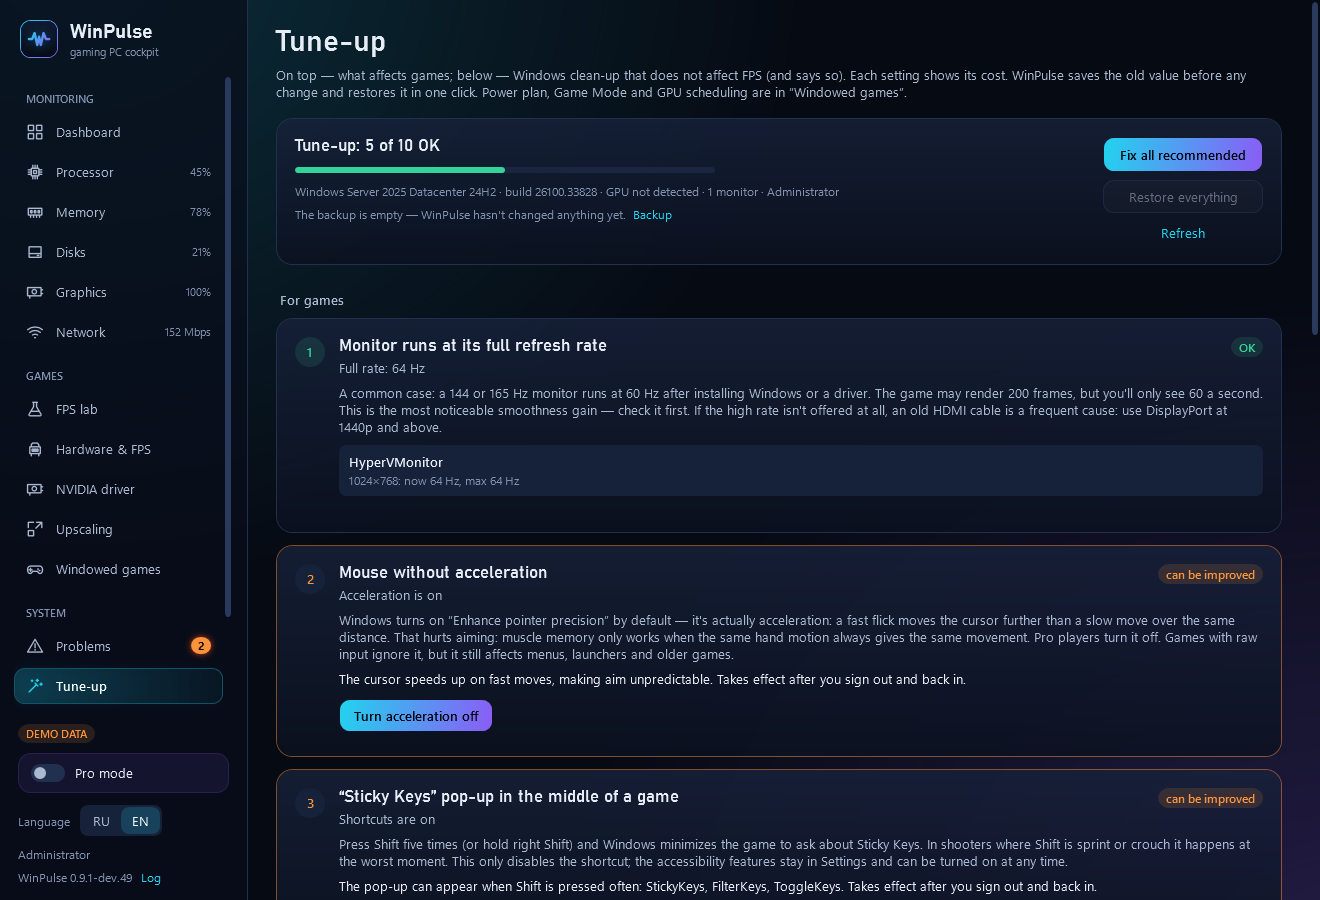 WinPulse
gaming PC cockpit
MONITORING
Dashboard
Processor 45%
Memory 78%
Disks 21%
Graphics 100%
Network 152 Mbps
GAMES
FPS lab
Hardware & FPS
NVIDIA driver
Upscaling
Windowed games
SYSTEM
Problems 2
Tune-up
DEMO DATA
Pro mode
Language RU EN
Administrator
WinPulse 0.9.1-dev.49 Log
Tune-up
On top — what affects games; below — Windows clean-up that does not affect FPS (and says so). Each setting shows its cost. WinPulse saves the old value before any
change and restores it in one click. Power plan, Game Mode and GPU scheduling are in “Windowed games”.
Tune-up: 5 of 10 OK
Windows Server 2025 Datacenter 24H2 · build 26100.33828 · GPU not detected · 1 monitor · Administrator
The backup is empty — WinPulse hasn't changed anything yet. Backup
Fix all recommended
Restore everything
Refresh
For games
1 Monitor runs at its full refresh rate OK
Full rate: 64 Hz
A common case: a 144 or 165 Hz monitor runs at 60 Hz after installing Windows or a driver. The game may render 200 frames, but you'll only see 60 a second.
This is the most noticeable smoothness gain — check it first. If the high rate isn't offered at all, an old HDMI cable is a frequent cause: use DisplayPort at
1440p and above.
HyperVMonitor
1024×768: now 64 Hz, max 64 Hz
2 Mouse without acceleration can be improved
Acceleration is on
Windows turns on “Enhance pointer precision” by default — it's actually acceleration: a fast flick moves the cursor further than a slow move over the same
distance. That hurts aiming: muscle memory only works when the same hand motion always gives the same movement. Pro players turn it off. Games with raw
input ignore it, but it still affects menus, launchers and older games.
The cursor speeds up on fast moves, making aim unpredictable. Takes effect after you sign out and back in.
Turn acceleration off
3 “Sticky Keys” pop-up in the middle of a game can be improved
Shortcuts are on
Press Shift five times (or hold right Shift) and Windows minimizes the game to ask about Sticky Keys. In shooters where Shift is sprint or crouch it happens at
the worst moment. This only disables the shortcut; the accessibility features stay in Settings and can be turned on at any time.
The pop-up can appear when Shift is pressed often: StickyKeys, FilterKeys, ToggleKeys. Takes effect after you sign out and back in.